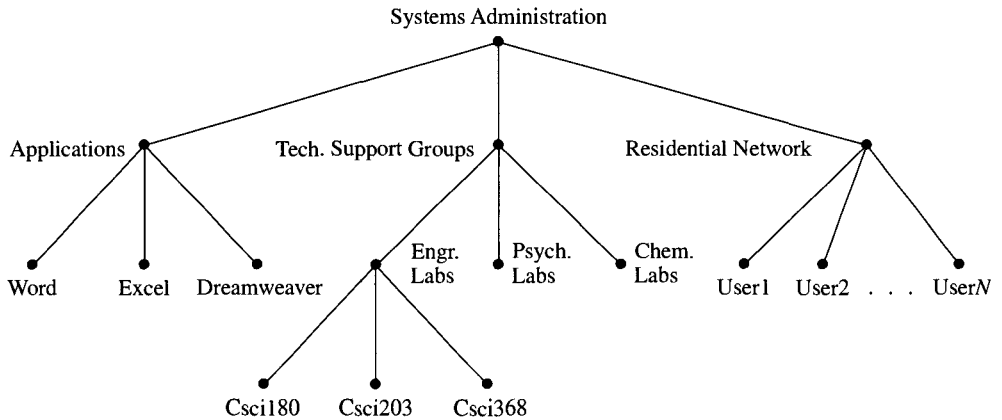 Systems Administration
Applications
Tech. Support Groups
Residential Network
Engr.
Labs
Psych.
Labs
Chem.
Labs
Word
Excel
Dreamweaver
User1
User2
. . .
UserN
Csci180
Csci203
Csci368